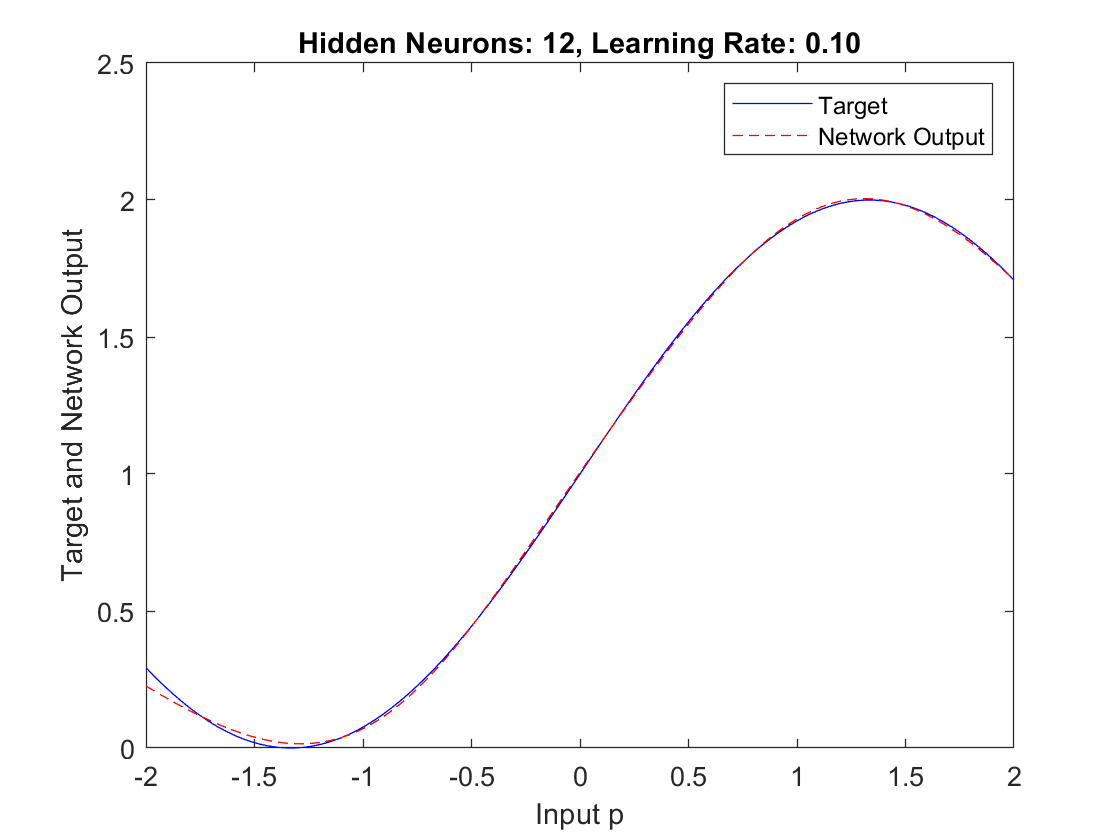 Hidden Neurons: 12, Learning Rate: 0.10
2.5
Target
Network Output
2
1.5
1
0.5
0
Target and Network Output
-2 -1.5 -1 -0.5 0 0.5 1 1.5 2
Input p